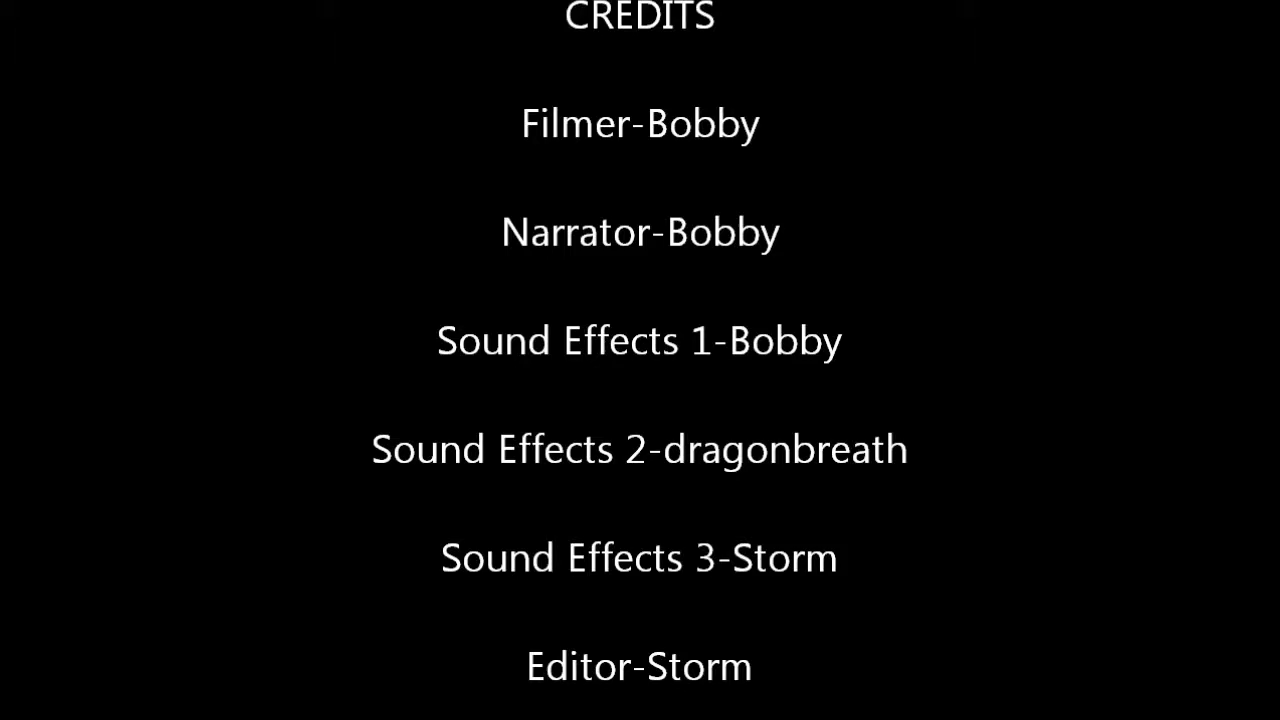 CREDITS
Filmer-Bobby
Narrator-Bobby
Sound Effects 1-Bobby
Sound Effects 2-dragonbreath
Sound Effects 3-Storm
Editor-Storm